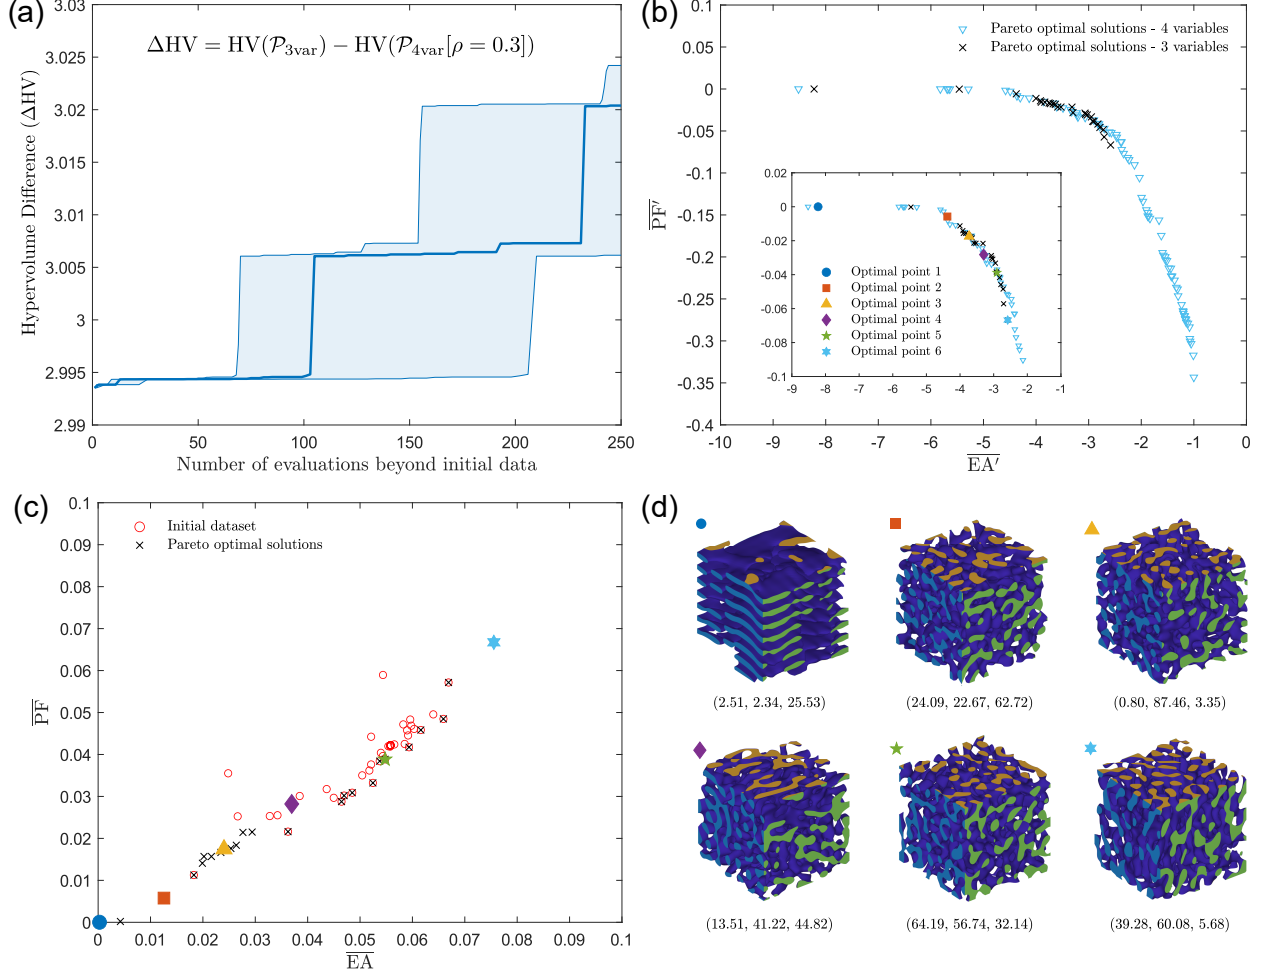 (a)
3.03
3.025
3.02
3.015
3.01
3.005
3
2.995
2.99
Hypervolume Difference (ΔHV)
ΔHV = HV(𝒫3var) − HV(𝒫4var[ρ = 0.3])
0 50 100 150 200 250
Number of evaluations beyond initial data
(b)
0.1
0.05
0
-0.05
-0.1
-0.15
-0.2
-0.25
-0.3
-0.35
-0.4
P̅F̅′
Pareto optimal solutions - 4 variables
Pareto optimal solutions - 3 variables
0.02
0
-0.02
-0.04
-0.06
-0.08
-0.1
Optimal point 1
Optimal point 2
Optimal point 3
Optimal point 4
Optimal point 5
Optimal point 6
-9 -8 -7 -6 -5 -4 -3 -2 -1
-10 -9 -8 -7 -6 -5 -4 -3 -2 -1 0
E̅A̅′
(c)
0.1
0.09
0.08
0.07
0.06
0.05
0.04
0.03
0.02
0.01
0
P̅F̅
Initial dataset
Pareto optimal solutions
0 0.01 0.02 0.03 0.04 0.05 0.06 0.07 0.08 0.09 0.1
E̅A̅
(d)
(2.51, 2.34, 25.53)
(24.09, 22.67, 62.72)
(0.80, 87.46, 3.35)
(13.51, 41.22, 44.82)
(64.19, 56.74, 32.14)
(39.28, 60.08, 5.68)